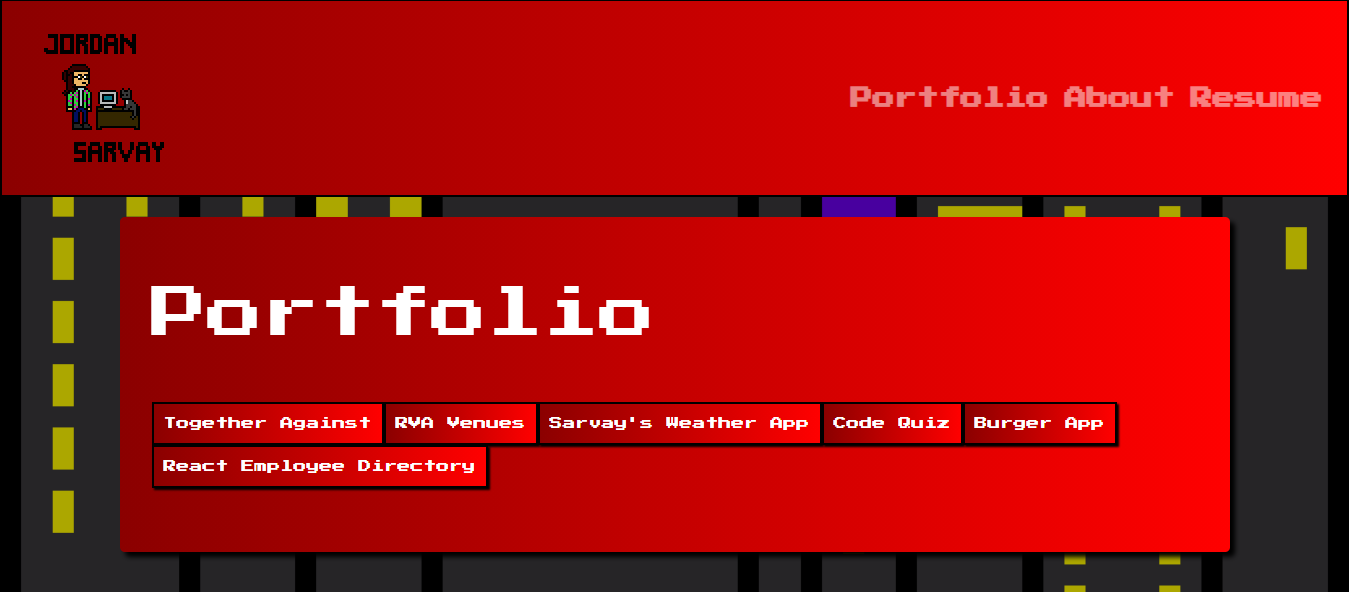 JORDAN
SARVAY
Portfolio About Resume
Portfolio
Together Against RVA Venues Sarvay's Weather App Code Quiz Burger App
React Employee Directory